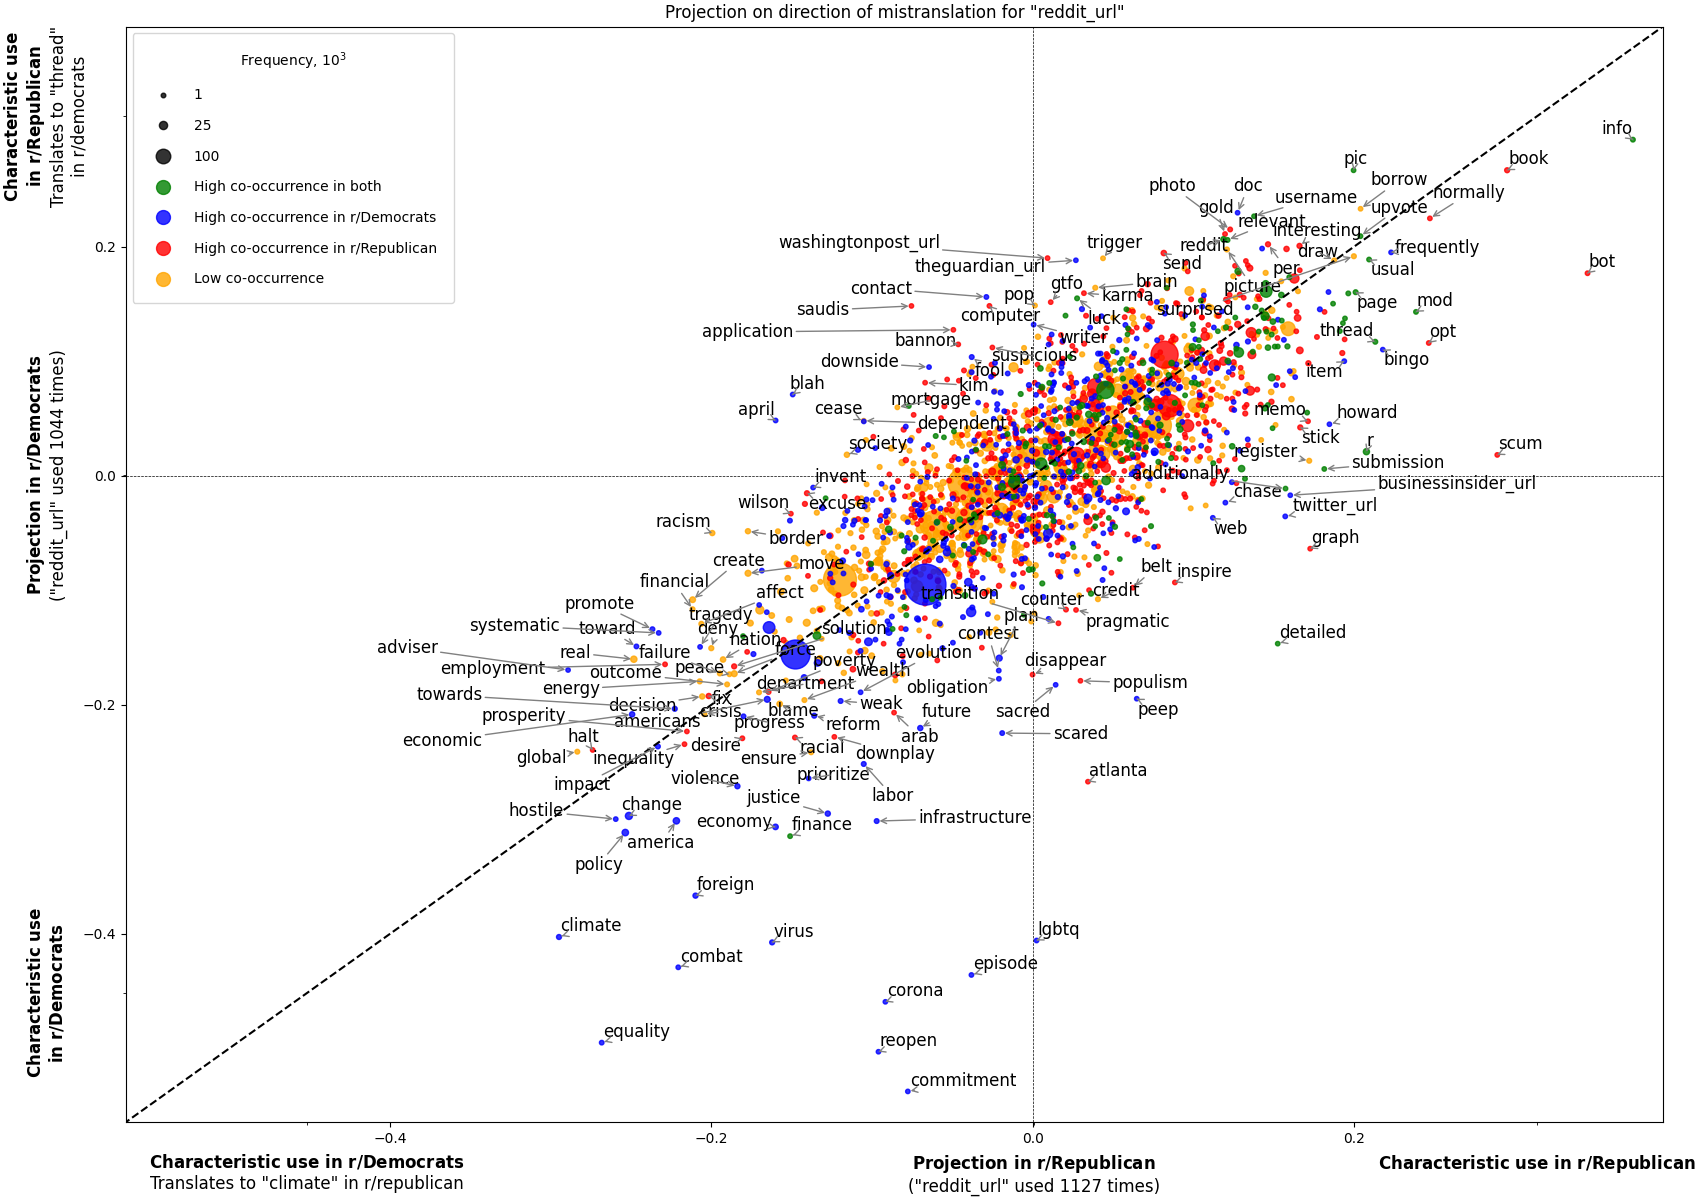 Projection on direction of mistranslation for "reddit_url"
Characteristic use
in r/Republican
Translates to "thread"
in r/democrats
Projection in r/Democrats
("reddit_url" used 1044 times)
Characteristic use
in r/Democrats
Frequency, 10³
1
25
100
High co-occurrence in both
High co-occurrence in r/Democrats
High co-occurrence in r/Republican
Low co-occurrence
0.2
0.0
−0.2
−0.4
info
pic
book
borrow
normally
photo
doc
username
upvote
gold
relevant
interesting
washingtonpost_url
trigger
reddit
draw
frequently
theguardian_url
send
per
usual
bot
contact
pop
gtfo
brain
picture
karma
page
mod
saudis
computer
luck
surprised
application
bannon
writer
thread
opt
downside
suspicious
fool
item
bingo
blah
kim
april
cease
mortgage
memo
howard
dependent
society
stick
r
scum
register
submission
invent
additionally
businessinsider_url
wilson
excuse
chase
twitter_url
racism
border
web
graph
create
move
belt
inspire
financial
affect
transition
counter
credit
promote
tragedy
plan
pragmatic
systematic
toward
deny
solution
contest
detailed
adviser
real
failure
nation
force
evolution
disappear
employment
outcome
peace
poverty
wealth
energy
department
obligation
populism
towards
decision
fix
weak
sacred
peep
prosperity
americans
crisis
blame
future
economic
progress
reform
arab
scared
halt
desire
racial
downplay
global
inequality
ensure
impact
violence
prioritize
atlanta
hostile
change
justice
labor
economy
finance
infrastructure
america
policy
foreign
climate
virus
lgbtq
combat
episode
corona
equality
reopen
commitment
−0.4
−0.2
0.0
0.2
Characteristic use in r/Democrats
Translates to "climate" in r/republican
Projection in r/Republican
("reddit_url" used 1127 times)
Characteristic use in r/Republican